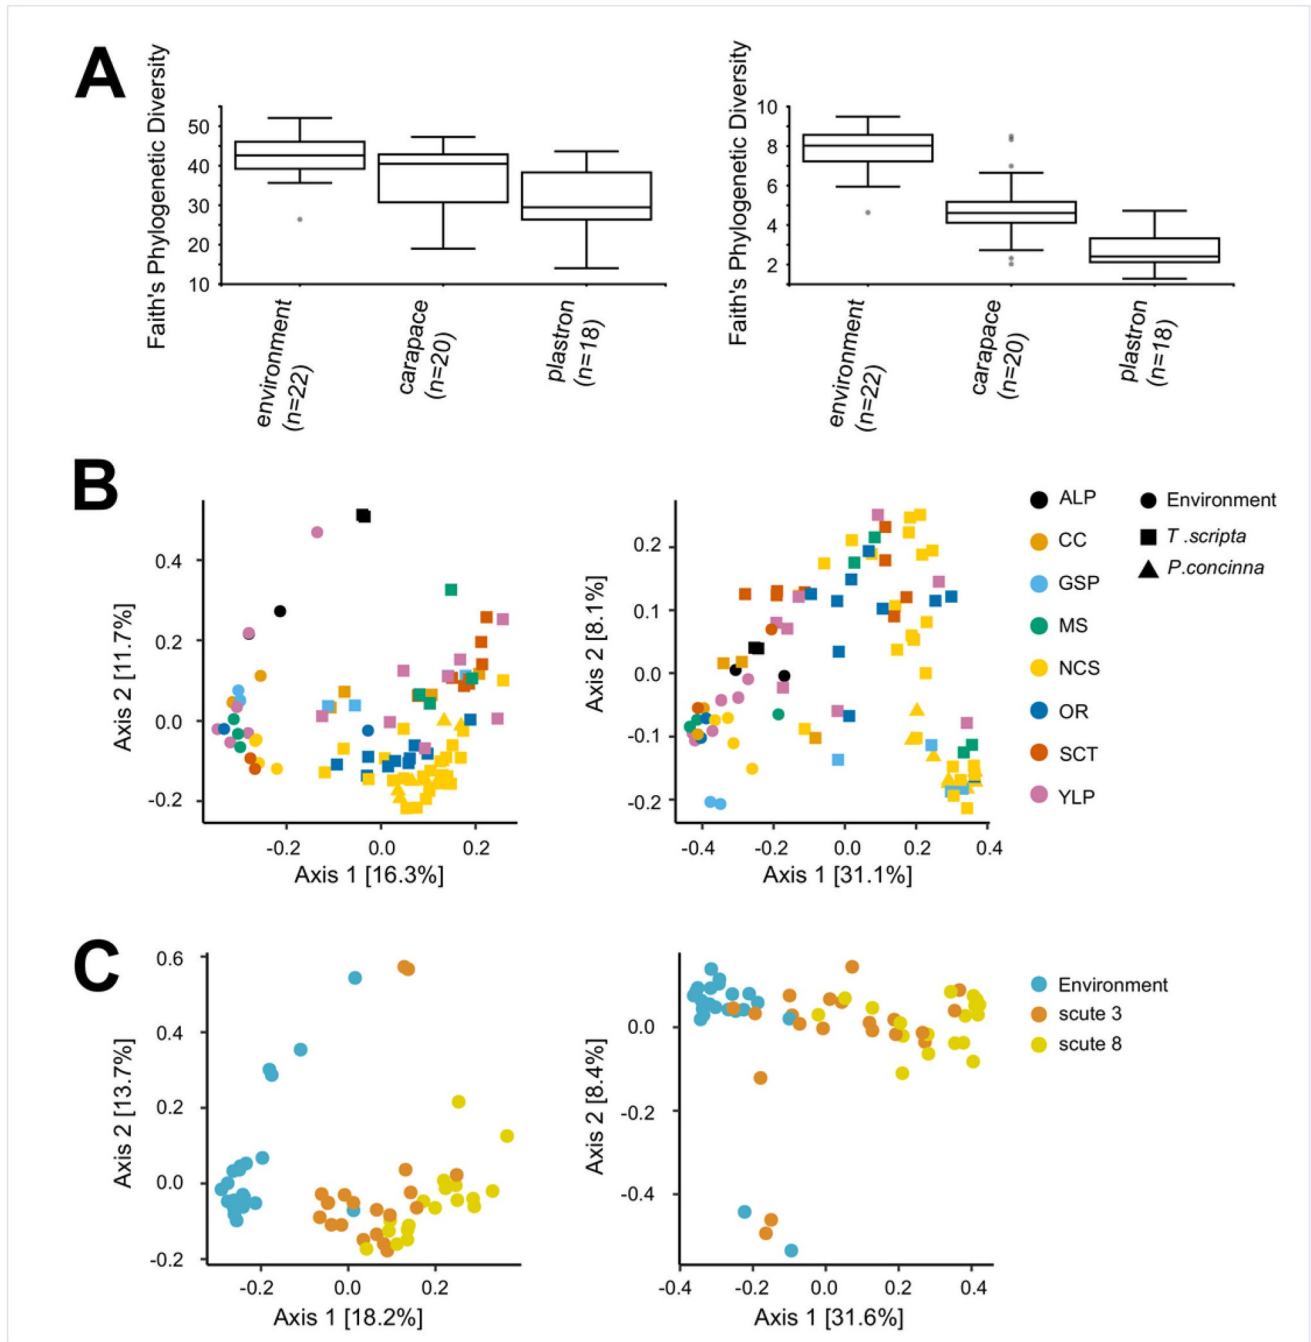 A
Faith's Phylogenetic Diversity
50
40
30
20
10
environment
(n=22)
carapace
(n=20)
plastron
(n=18)
Faith's Phylogenetic Diversity
10
8
6
4
2
environment
(n=22)
carapace
(n=20)
plastron
(n=18)
B
Axis 2 [11.7%]
0.4
0.2
0.0
-0.2
-0.2
0.0
0.2
Axis 1 [16.3%]
Axis 2 [8.1%]
0.2
0.1
0.0
-0.1
-0.2
-0.4
-0.2
0.0
0.2
0.4
Axis 1 [31.1%]
ALP
CC
GSP
MS
NCS
OR
SCT
YLP
Environment
T .scripta
P.concinna
C
Axis 2 [13.7%]
0.6
0.4
0.2
0.0
-0.2
-0.2
0.0
0.2
Axis 1 [18.2%]
Axis 2 [8.4%]
0.0
-0.2
-0.4
-0.4
-0.2
0.0
0.2
0.4
Axis 1 [31.6%]
Environment
scute 3
scute 8